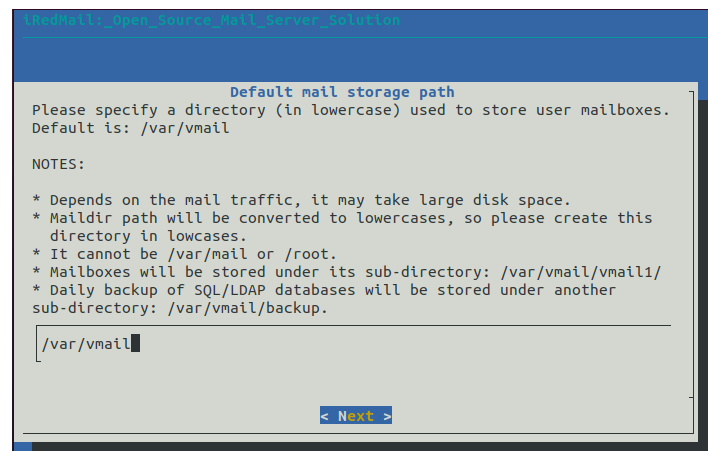 iRedMail:_Open_Source_Mail_Server_Solution
Default mail storage path
Please specify a directory (in lowercase) used to store user mailboxes.
Default is: /var/vmail
NOTES:
* Depends on the mail traffic, it may take large disk space.
* Maildir path will be converted to lowercases, so please create this
directory in lowcases.
* It cannot be /var/mail or /root.
* Mailboxes will be stored under its sub-directory: /var/vmail/vmail1/
* Daily backup of SQL/LDAP databases will be stored under another
sub-directory: /var/vmail/backup.
/var/vmail
< Next >